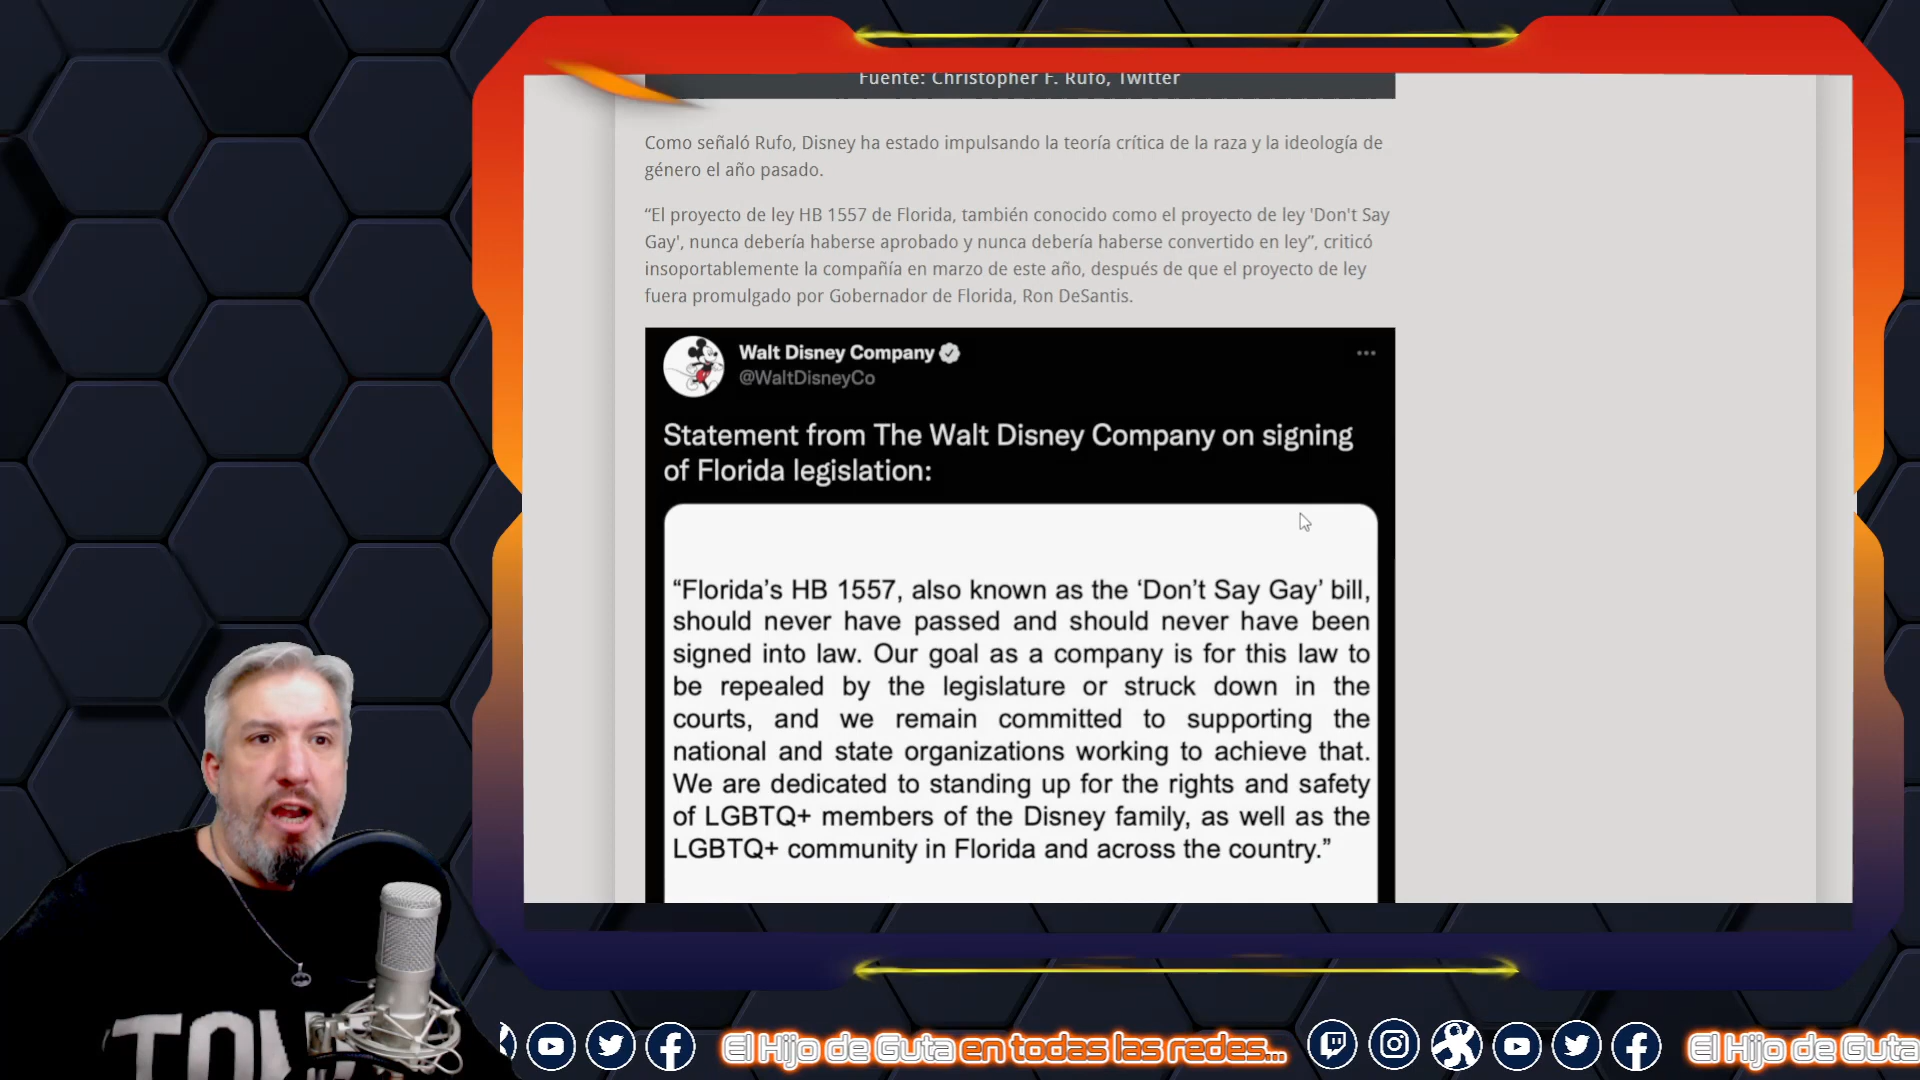 Fuente: Christopher F. Rufo, Twitter
Como señaló Rufo, Disney ha estado impulsando la teoría crítica de la raza y la ideología de
género el año pasado.
“El proyecto de ley HB 1557 de Florida, también conocido como el proyecto de ley 'Don't Say
Gay', nunca debería haberse aprobado y nunca debería haberse convertido en ley”, criticó
insoportablemente la compañía en marzo de este año, después de que el proyecto de ley
fuera promulgado por Gobernador de Florida, Ron DeSantis.
Walt Disney Company
@WaltDisneyCo
Statement from The Walt Disney Company on signing
of Florida legislation:
“Florida’s HB 1557, also known as the ‘Don’t Say Gay’ bill,
should never have passed and should never have been
signed into law. Our goal as a company is for this law to
be repealed by the legislature or struck down in the
courts, and we remain committed to supporting the
national and state organizations working to achieve that.
We are dedicated to standing up for the rights and safety
of LGBTQ+ members of the Disney family, as well as the
LGBTQ+ community in Florida and across the country.”
El Hijo de Guta en todas las redes...
El Hijo de Guta